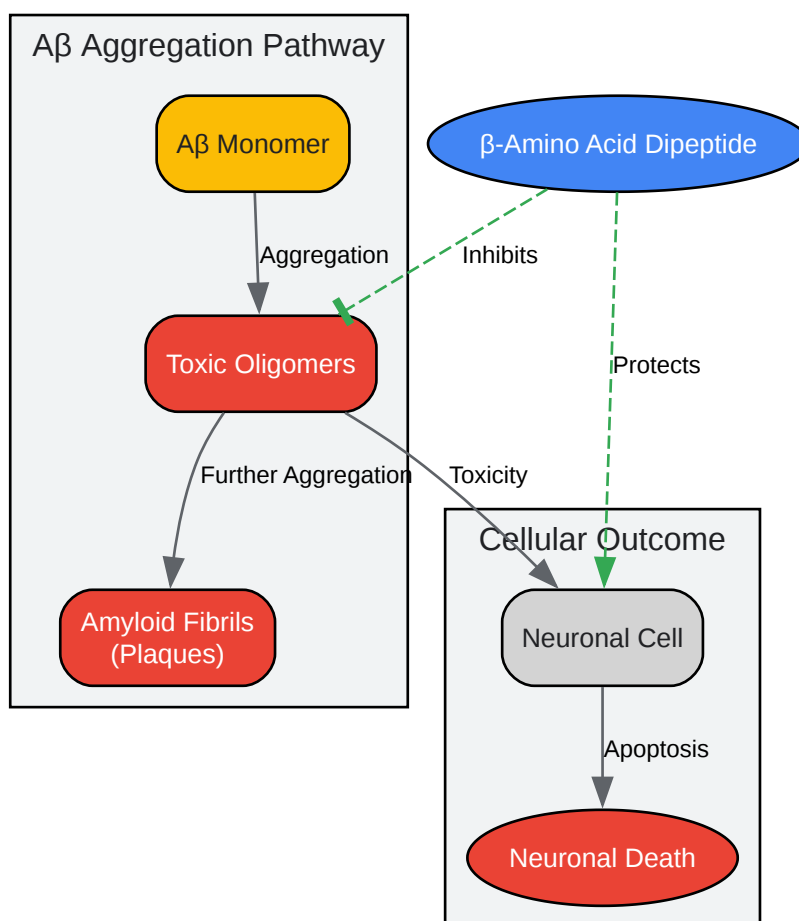 Aβ Aggregation Pathway
Aβ Monomer
β-Amino Acid Dipeptide
Aggregation
Inhibits
Toxic Oligomers
Protects
Further Aggregation
Toxicity
Cellular Outcome
Amyloid Fibrils
(Plaques)
Neuronal Cell
Apoptosis
Neuronal Death